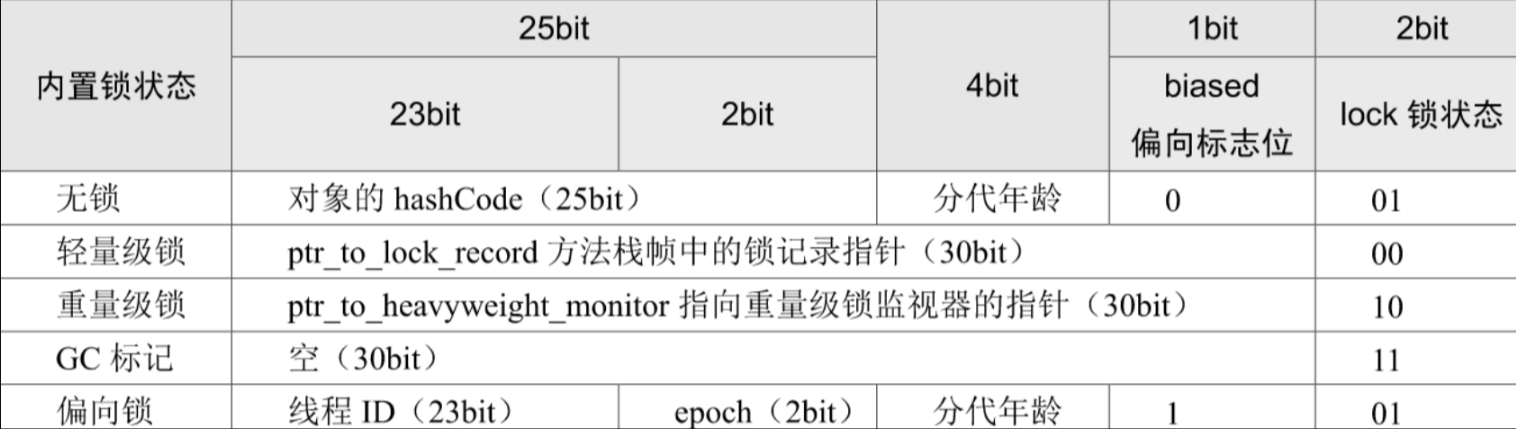 25bit 1bit 2bit
内置锁状态 23bit 2bit 4bit biased lock 锁状态
偏向标志位
无锁 对象的 hashCode（25bit） 分代年龄 0 01
轻量级锁 ptr_to_lock_record 方法栈帧中的锁记录指针（30bit） 00
重量级锁 ptr_to_heavyweight_monitor 指向重量级锁监视器的指针（30bit） 10
GC 标记 空（30bit） 11
偏向锁 线程 ID（23bit） epoch（2bit） 分代年龄 1 01